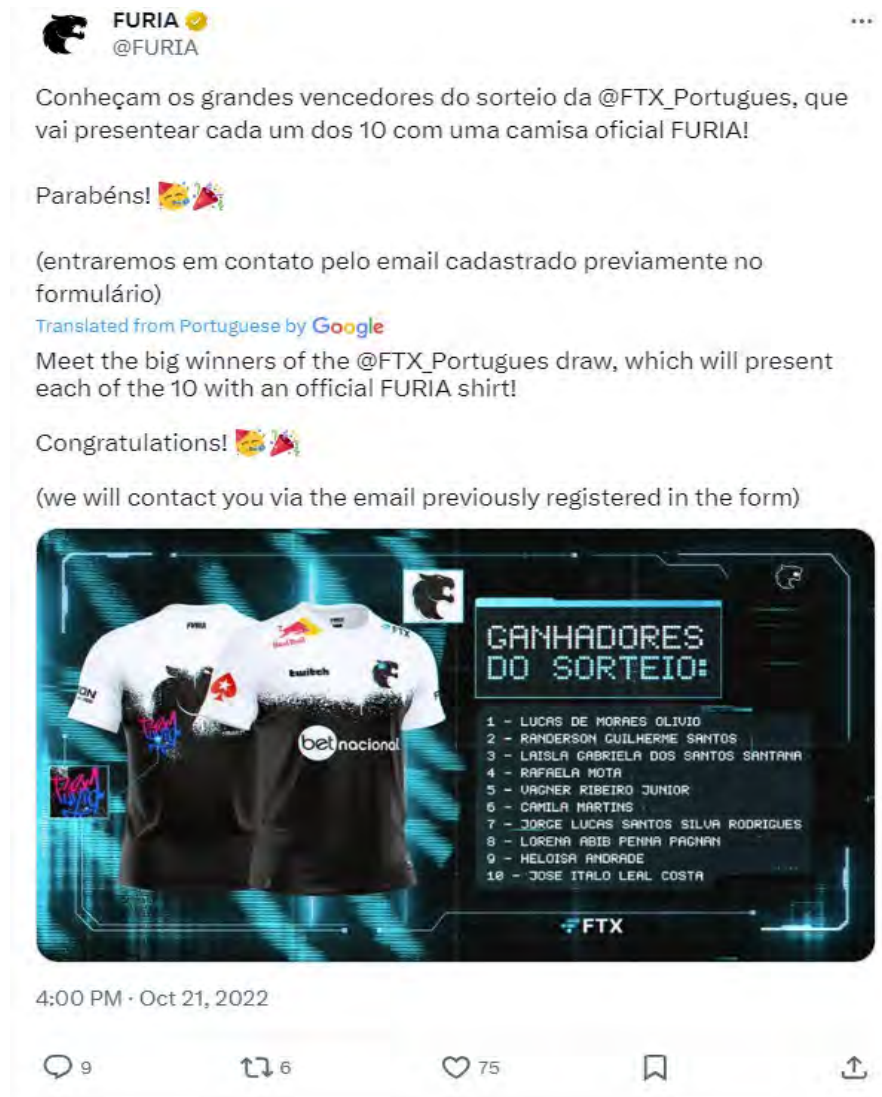 FURIA
@FURIA
Conheçam os grandes vencedores do sorteio da @FTX_Portugues, que
vai presentear cada um dos 10 com uma camisa oficial FURIA!
Parabéns! 🥳🎉
(entraremos em contato pelo email cadastrado previamente no
formulário)
Translated from Portuguese by Google
Meet the big winners of the @FTX_Portugues draw, which will present
each of the 10 with an official FURIA shirt!
Congratulations! 🥳🎉
(we will contact you via the email previously registered in the form)
FURIA
Red Bull
FTX
twitch
bet nacional
GANHADORES
DO SORTEIO:
1 - LUCAS DE MORAES OLIVIO
2 - RANDERSON GUILHERME SANTOS
3 - LAISLA GABRIELA DOS SANTOS SANTANA
4 - RAFAELA MOTA
5 - VAGNER RIBEIRO JUNIOR
6 - CAMILA MARTINS
7 - JORGE LUCAS SANTOS SILVA RODRIGUES
8 - LORENA ABIB PENNA PAGNAN
9 - HELOISA ANDRADE
10 - JOSE ITALO LEAL COSTA
FTX
4:00 PM · Oct 21, 2022
9
6
75